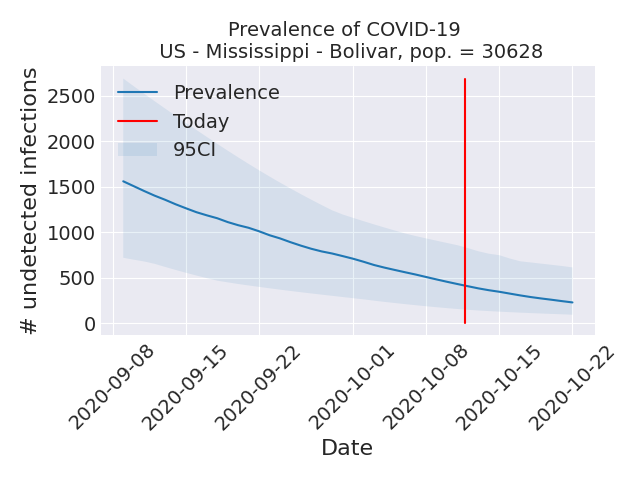 Prevalence of COVID-19
US - Mississippi - Bolivar, pop. = 30628
# undetected infections
2500
2000
1500
1000
500
0
Prevalence
Today
95CI
2020-09-08
2020-09-15
2020-09-22
2020-10-01
2020-10-08
2020-10-15
2020-10-22
Date